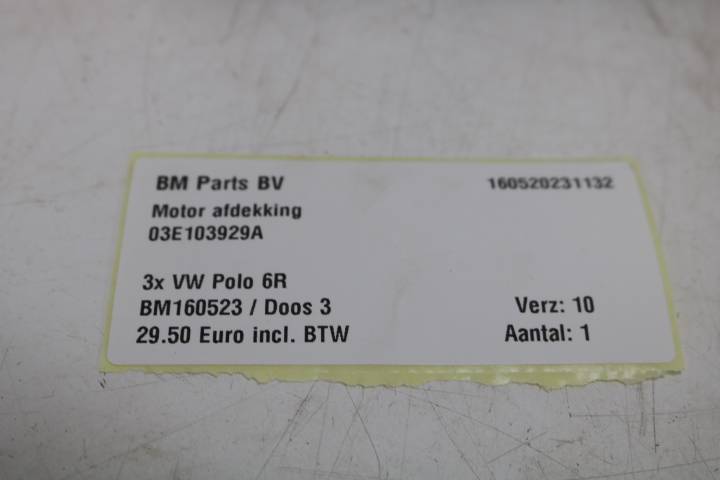 BM Parts BV
160520231132
Motor afdekking
03E103929A
3x VW Polo 6R
BM160523 / Doos 3
Verz: 10
29.50 Euro incl. BTW
Aantal: 1